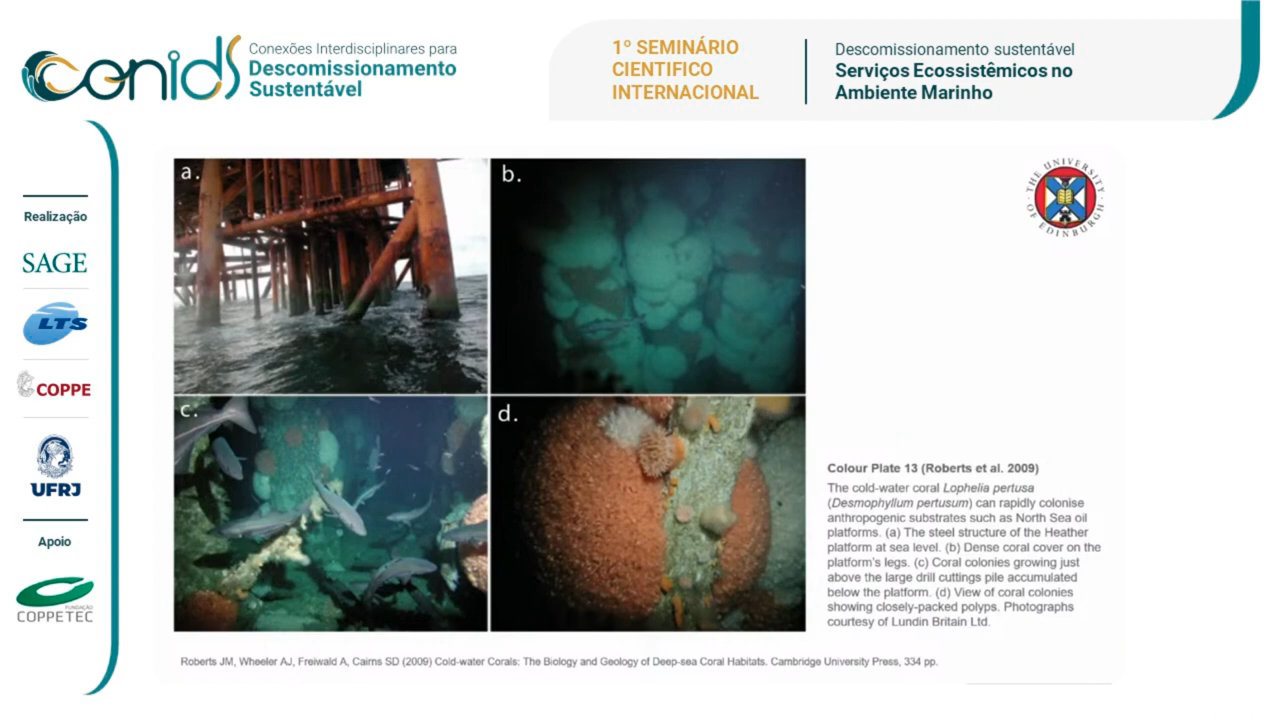 conids
Conexões Interdisciplinares para
Descomissionamento
Sustentável
1º SEMINÁRIO
CIENTIFICO
INTERNACIONAL
Descomissionamento sustentável
Serviços Ecossistêmicos no
Ambiente Marinho
Realização
SAGE
LTS
COPPE
UFRJ
Apoio
FUNDAÇÃO
COPPETEC
a.
b.
c.
d.
THE UNIVERSITY OF EDINBURGH
Colour Plate 13 (Roberts et al. 2009)
The cold-water coral Lophelia pertusa
(Desmophyllum pertusum) can rapidly colonise
anthropogenic substrates such as North Sea oil
platforms. (a) The steel structure of the Heather
platform at sea level. (b) Dense coral cover on the
platform's legs. (c) Coral colonies growing just
above the large drill cuttings pile accumulated
below the platform. (d) View of coral colonies
showing closely-packed polyps. Photographs
courtesy of Lundin Britain Ltd.
Roberts JM, Wheeler AJ, Freiwald A, Cairns SD (2009) Cold-water Corals: The Biology and Geology of Deep-sea Coral Habitats. Cambridge University Press, 334 pp.